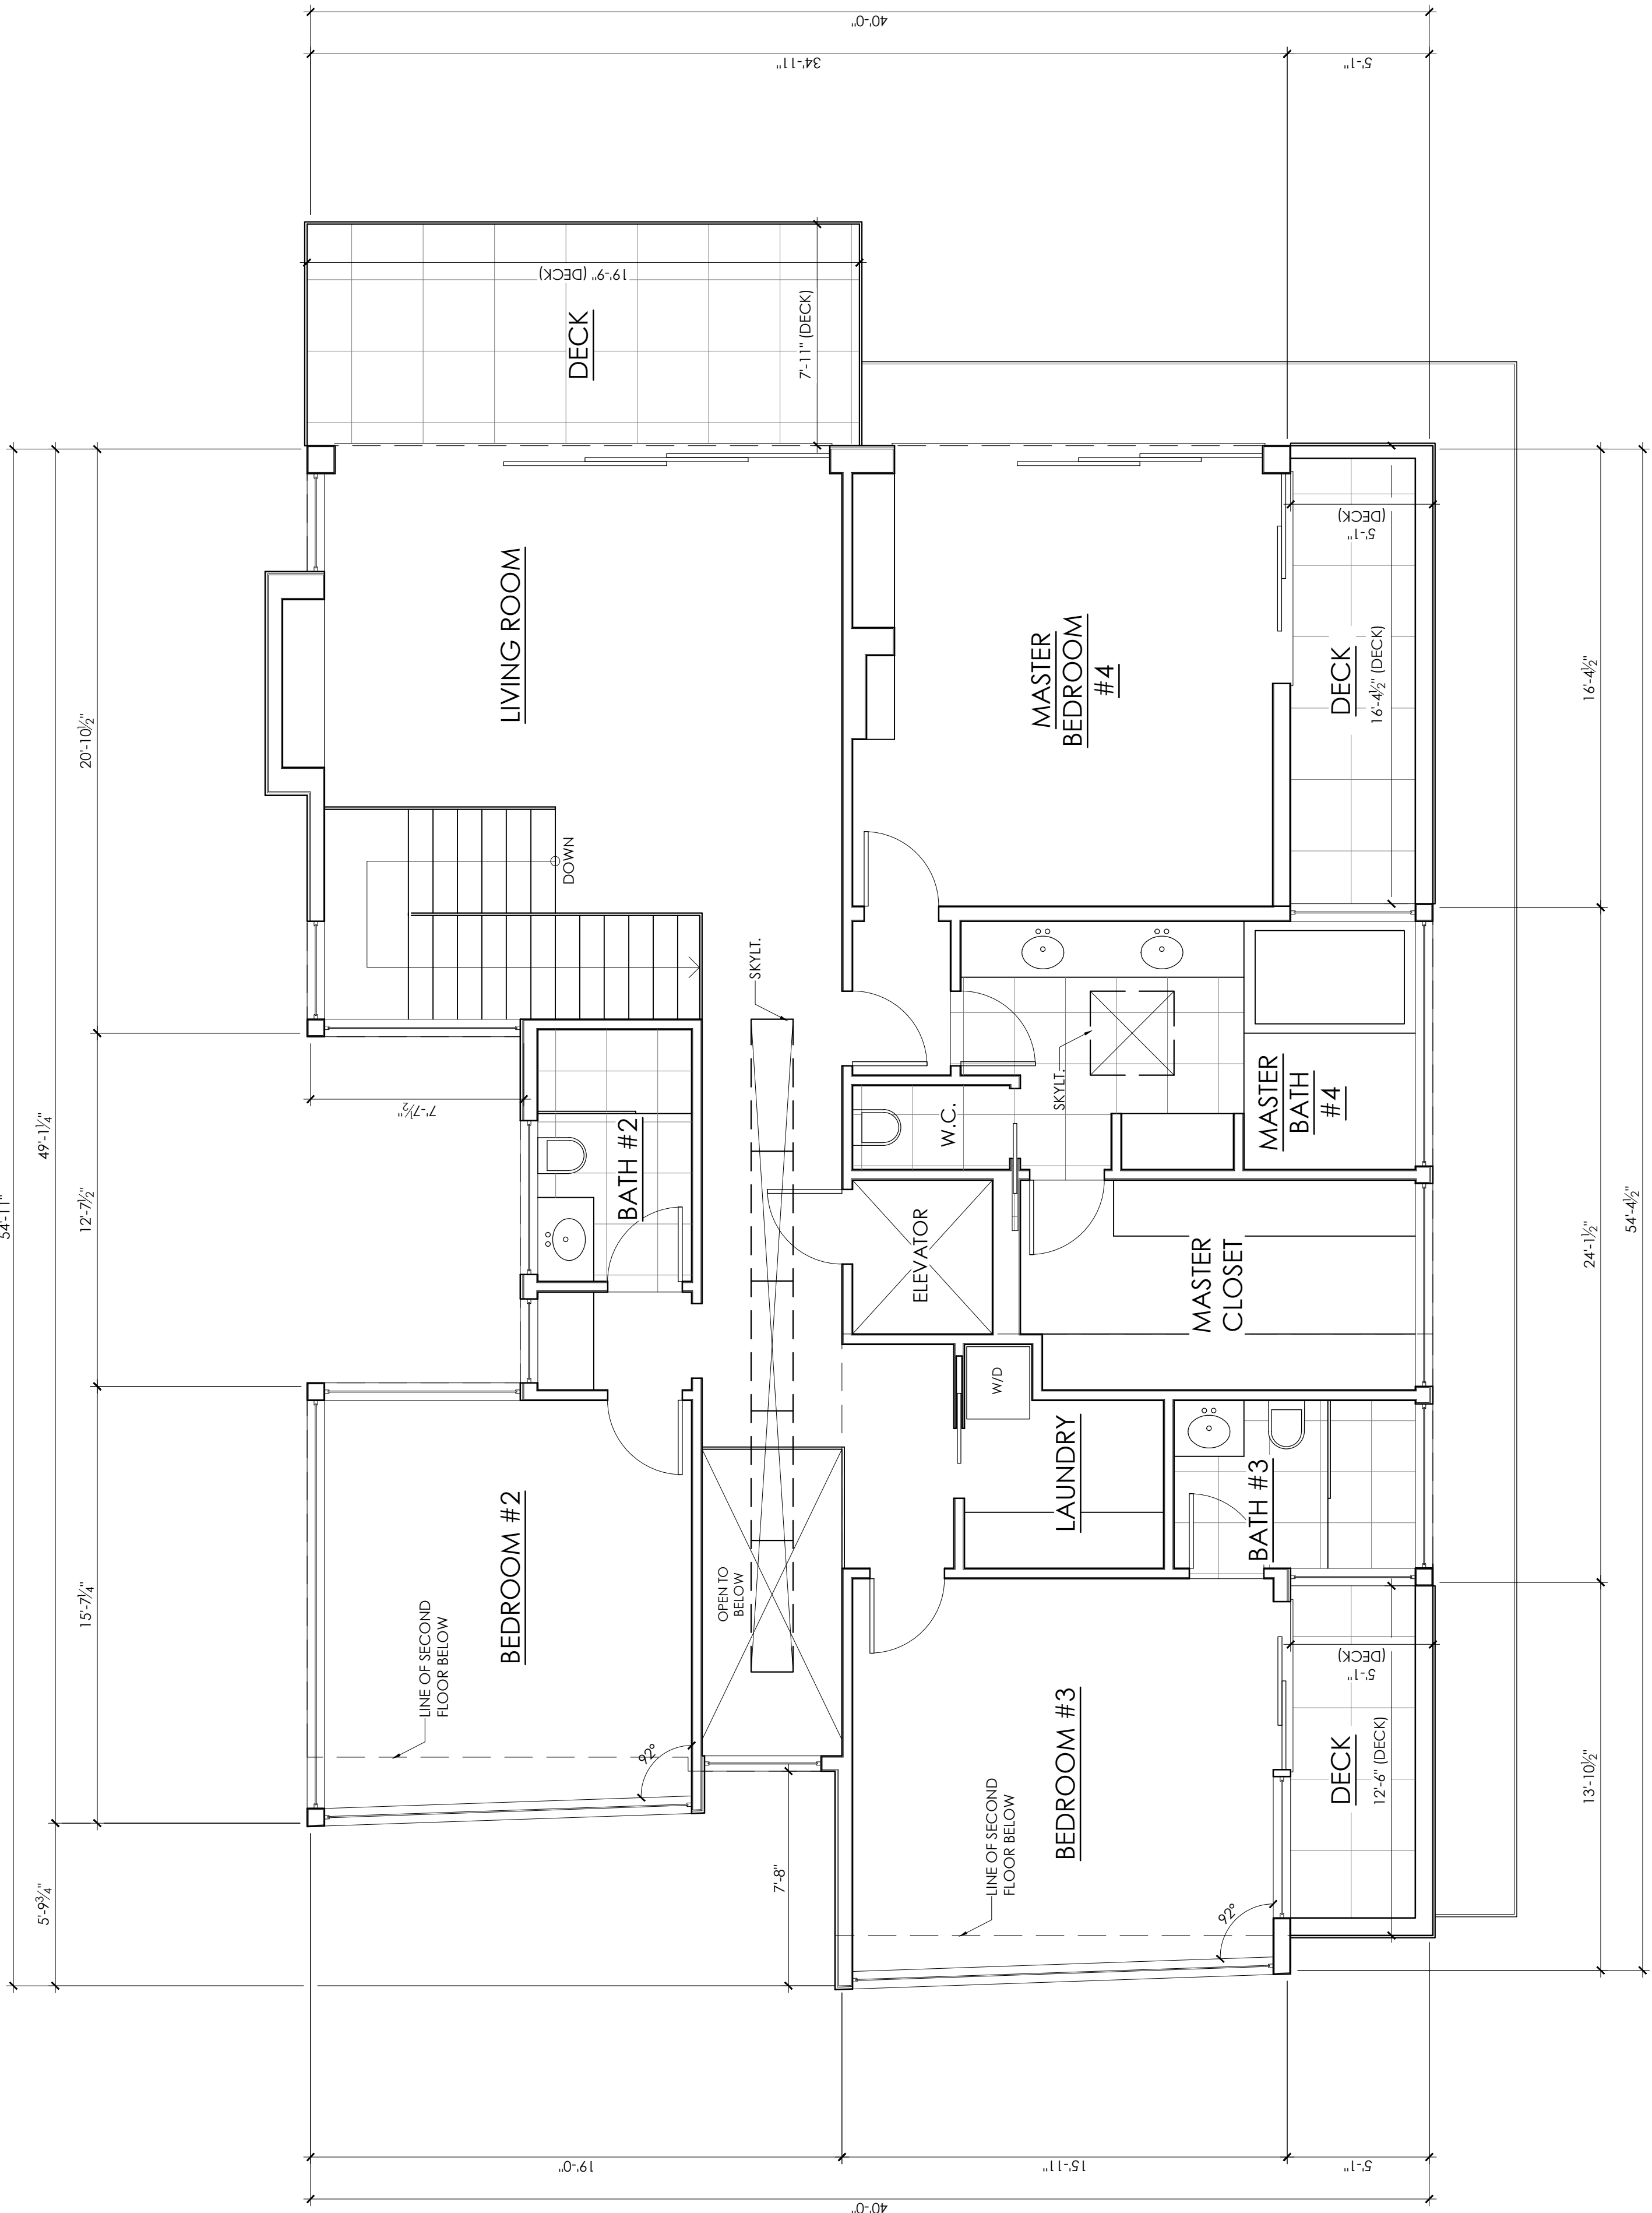 40'-0"
34'-11"
5'-1"
19'-9" (DECK)
DECK
7'-11" (DECK)
54'-11"
49'-1¼"
5'-9¾"
20'-10½"
12'-7½"
15'-7¼"
7'-7½"
LIVING ROOM
DOWN
MASTER
BEDROOM
#4
5'-1"
(DECK)
DECK
16'-4½" (DECK)
16'-4½"
54'-4½"
24'-1½"
13'-10½"
SKYLT.
BATH #2
W.C.
SKYLT.
MASTER
BATH
#4
ELEVATOR
MASTER
CLOSET
W/D
LAUNDRY
BATH #3
BEDROOM #2
OPEN TO
BELOW
LINE OF SECOND
FLOOR BELOW
92°
7'-8"
BEDROOM #3
LINE OF SECOND
FLOOR BELOW
92°
5'-1"
(DECK)
DECK
12'-6" (DECK)
19'-0"
15'-11"
5'-1"
40'-0"